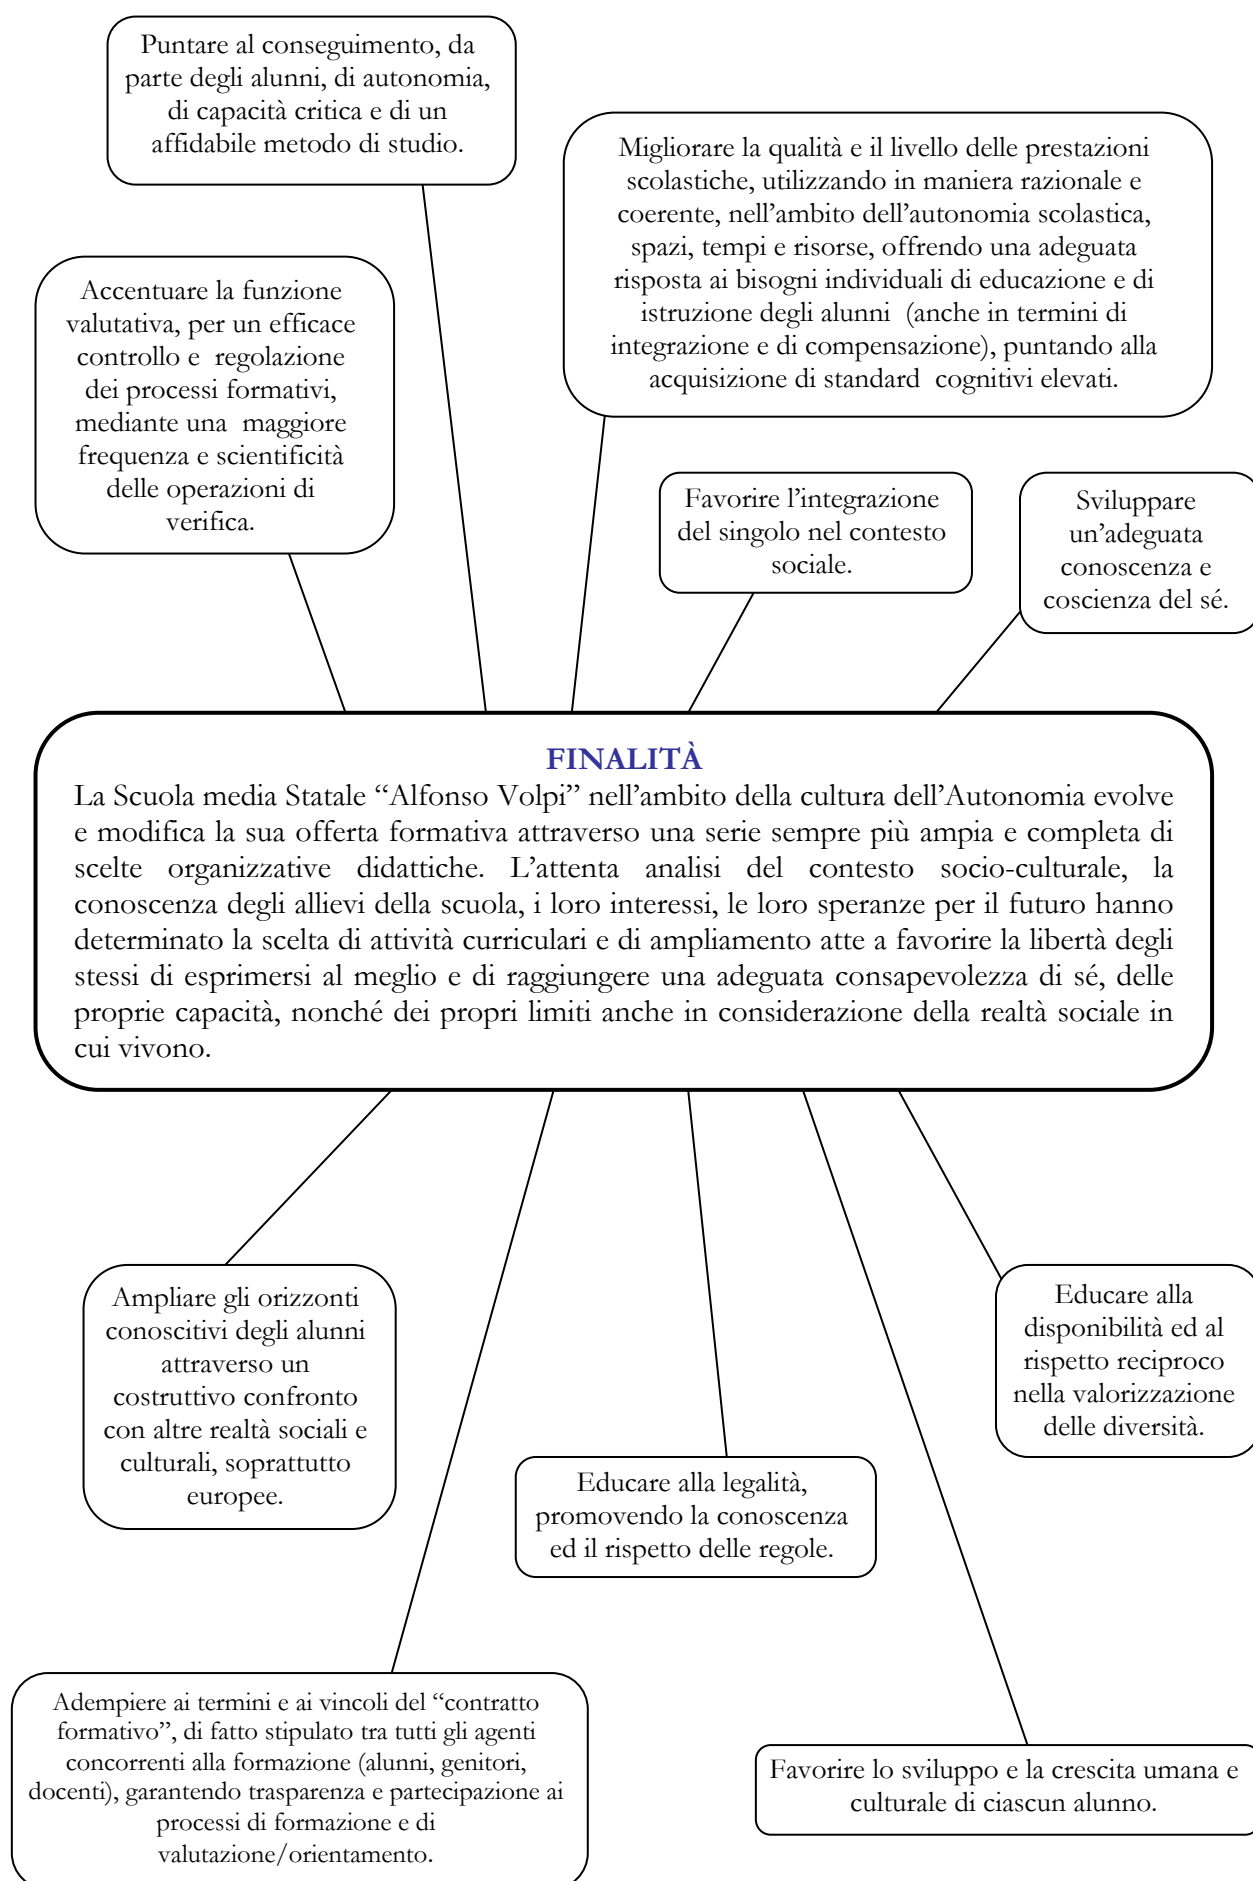 Puntare al conseguimento, da
parte degli alunni, di autonomia,
di capacità critica e di un
affidabile metodo di studio.
Migliorare la qualità e il livello delle prestazioni
scolastiche, utilizzando in maniera razionale e
coerente, nell’ambito dell’autonomia scolastica,
spazi, tempi e risorse, offrendo una adeguata
risposta ai bisogni individuali di educazione e di
istruzione degli alunni (anche in termini di
integrazione e di compensazione), puntando alla
acquisizione di standard cognitivi elevati.
Accentuare la funzione
valutativa, per un efficace
controllo e regolazione
dei processi formativi,
mediante una maggiore
frequenza e scientificità
delle operazioni di
verifica.
Favorire l’integrazione
del singolo nel contesto
sociale.
Sviluppare
un’adeguata
conoscenza e
coscienza del sé.
FINALITÀ
La Scuola media Statale “Alfonso Volpi” nell’ambito della cultura dell’Autonomia evolve
e modifica la sua offerta formativa attraverso una serie sempre più ampia e completa di
scelte organizzative didattiche. L’attenta analisi del contesto socio-culturale, la
conoscenza degli allievi della scuola, i loro interessi, le loro speranze per il futuro hanno
determinato la scelta di attività curriculari e di ampliamento atte a favorire la libertà degli
stessi di esprimersi al meglio e di raggiungere una adeguata consapevolezza di sé, delle
proprie capacità, nonché dei propri limiti anche in considerazione della realtà sociale in
cui vivono.
Ampliare gli orizzonti
conoscitivi degli alunni
attraverso un
costruttivo confronto
con altre realtà sociali e
culturali, soprattutto
europee.
Educare alla
disponibilità ed al
rispetto reciproco
nella valorizzazione
delle diversità.
Educare alla legalità,
promovendo la conoscenza
ed il rispetto delle regole.
Adempiere ai termini e ai vincoli del “contratto
formativo”, di fatto stipulato tra tutti gli agenti
concorrenti alla formazione (alunni, genitori,
docenti), garantendo trasparenza e partecipazione ai
processi di formazione e di
valutazione/orientamento.
Favorire lo sviluppo e la crescita umana e
culturale di ciascun alunno.